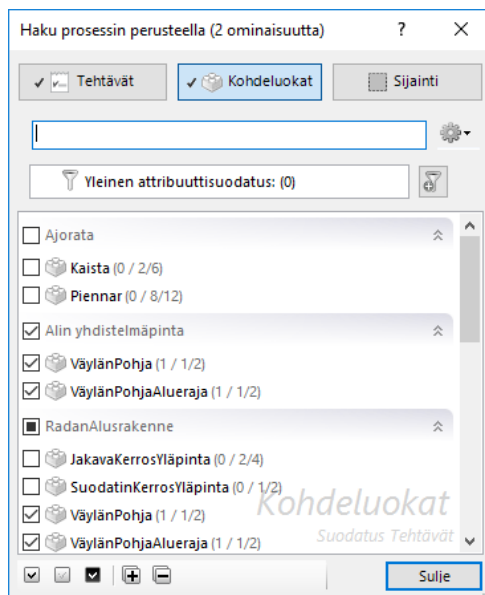 Haku prosessin perusteella (2 ominaisuutta) ?
Tehtävät Kohdeluokat Sijainti
Yleinen attribuuttisuodatus: (0)
Ajorata
Kaista (0 / 2/6)
Piennar (0 / 8/12)
Alin yhdistelmäpinta
VäylänPohja (1 / 1/2)
VäylänPohjaAlueraja (1 / 1/2)
RadanAlusrakenne
JakavaKerrosYläpinta (0 / 2/4)
SuodatinKerrosYläpinta (0 / 1/2)
VäylänPohja (1 / 1/2)
VäylänPohjaAlueraja (1 / 1/2)
Kohdeluokat
Suodatus Tehtävät
Sulje